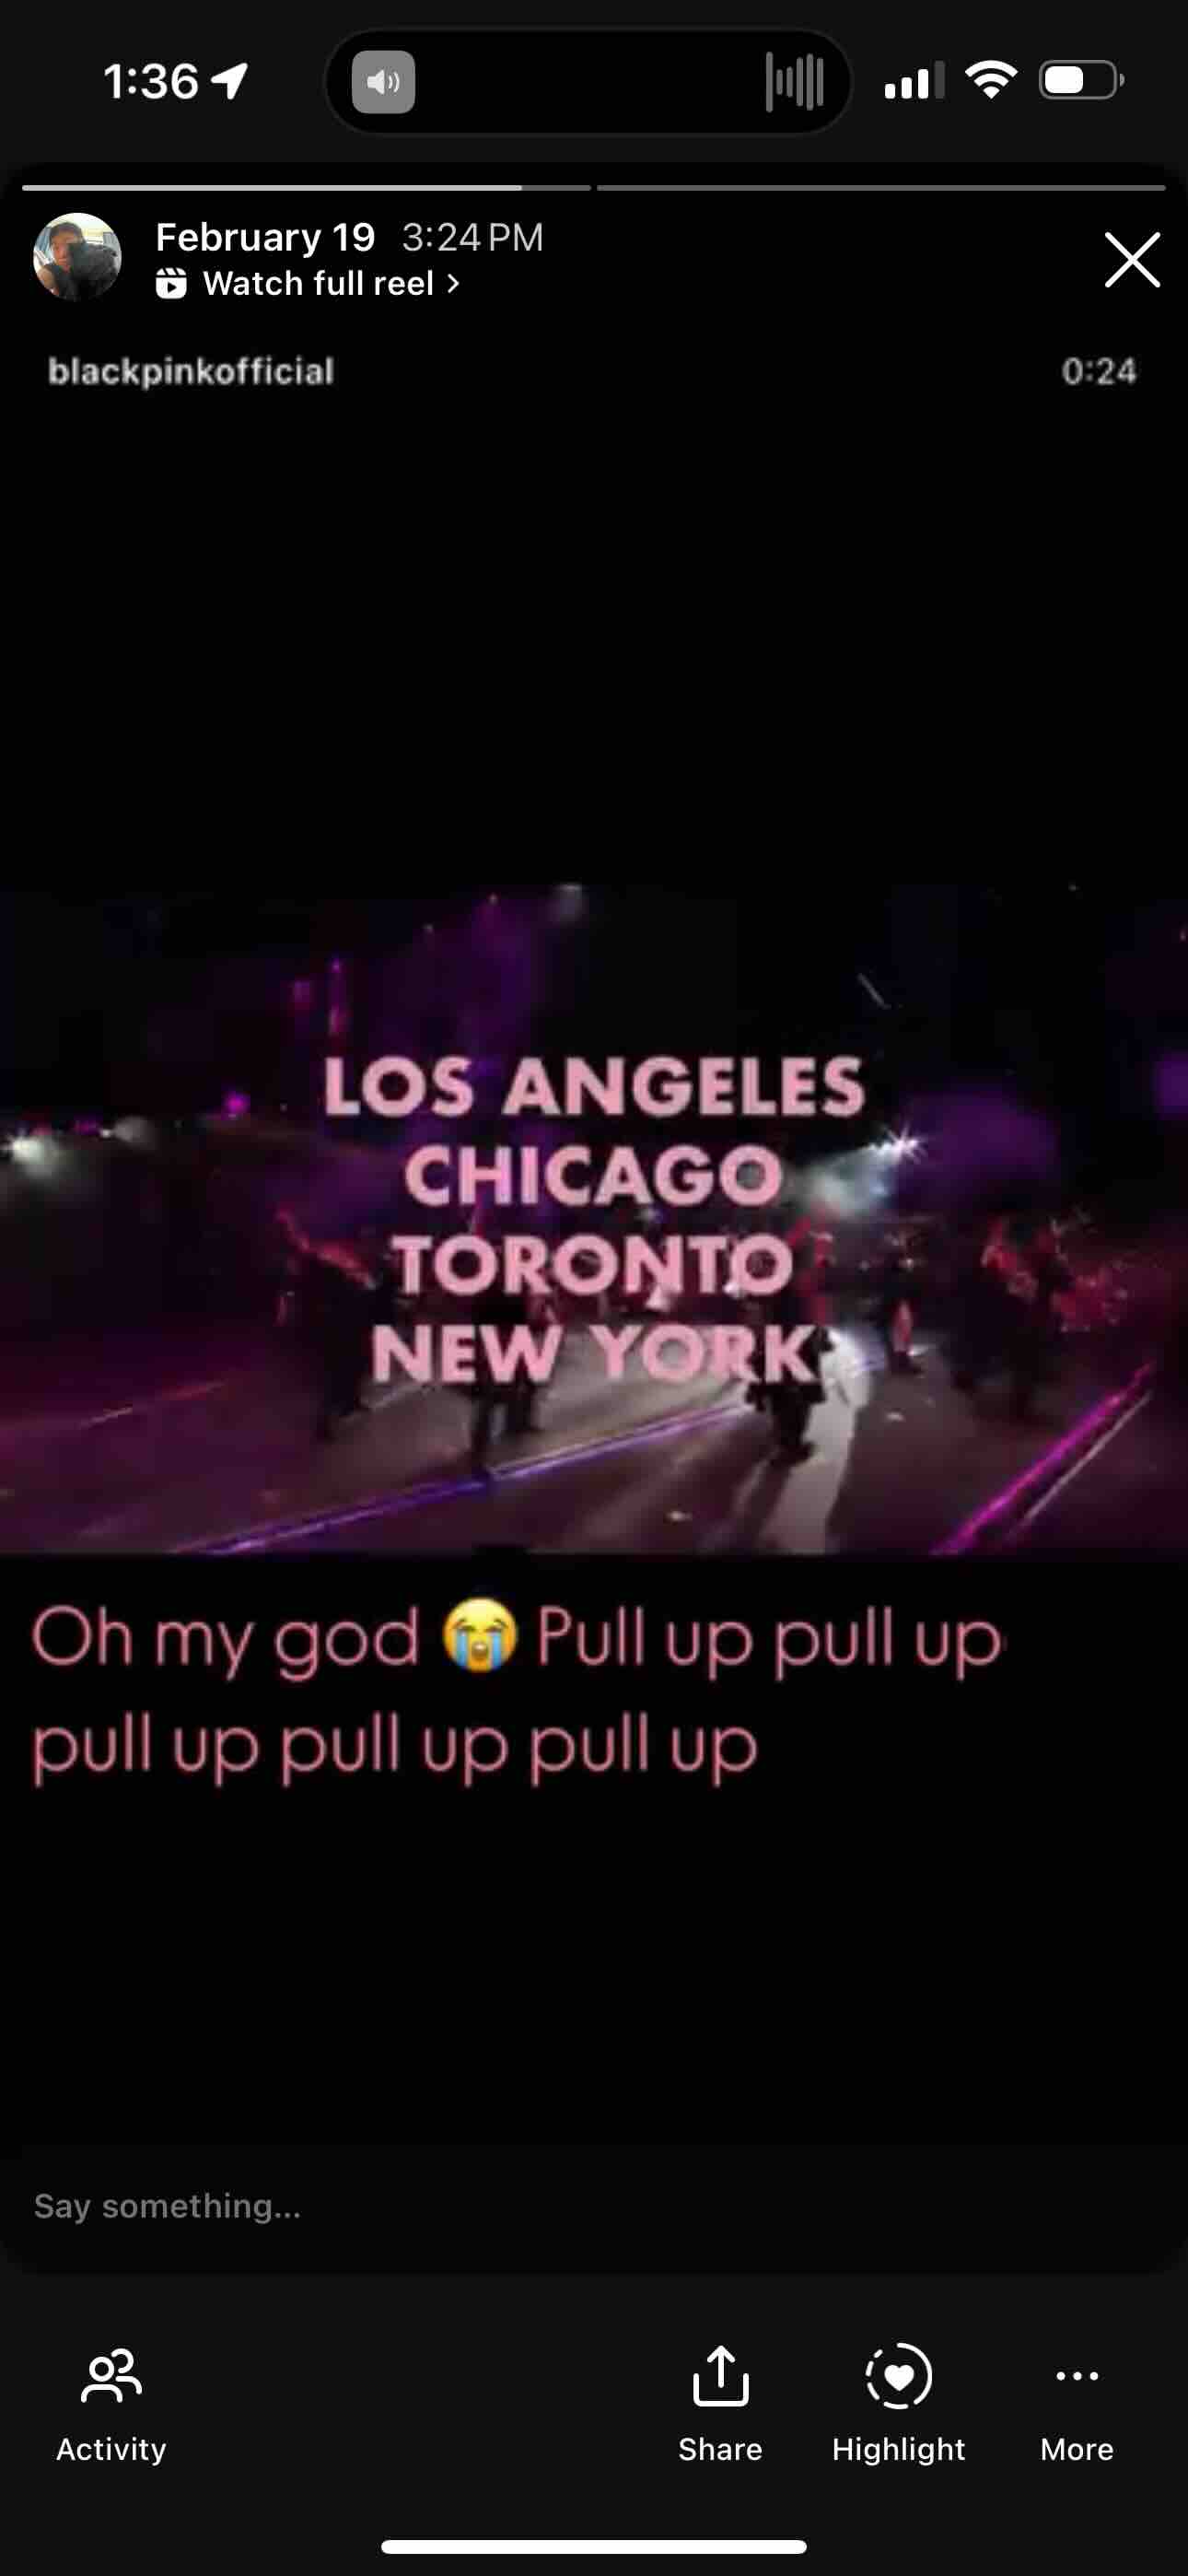 1:36
February 19 3:24 PM
Watch full reel >
blackpinkofficial 0:24
LOS ANGELES
CHICAGO
TORONTO
NEW YORK
Oh my god 😭 Pull up pull up
pull up pull up pull up
Say something...
Activity Share Highlight More